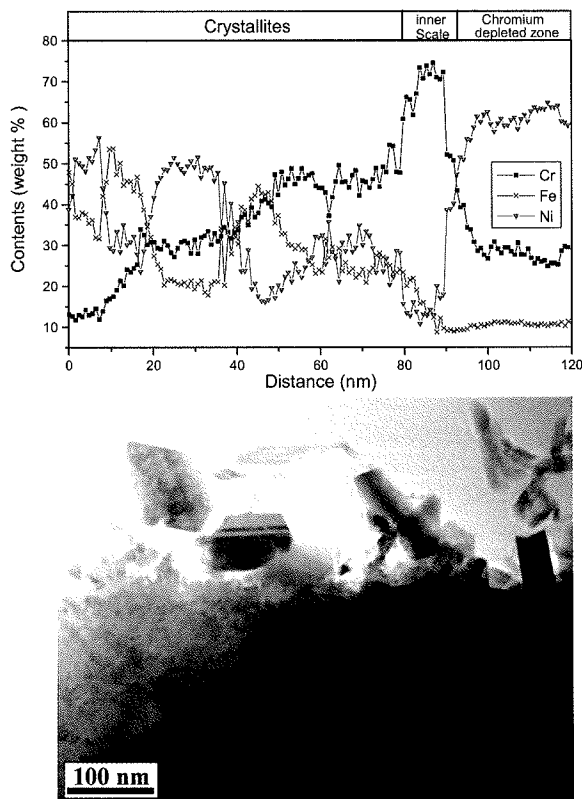 Crystallites
inner Scale
Chromium depleted zone
80
70
60
50
40
30
20
10
Contents (weight %)
Cr
Fe
Ni
0 20 40 60 80 100 120
Distance (nm)
100 nm